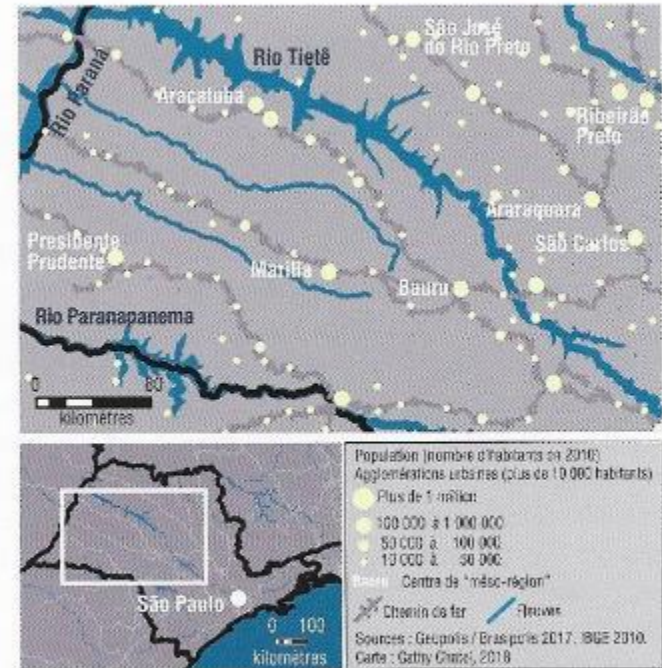 São José
do Rio Preto
Rio Tietê
Rio Paraná
Araçatuba
Ribeirão
Preto
Araraquara
São Carlos
Presidente
Prudente
Marília
Bauru
Rio Paranapanema
0 80
kilomètres
São Paulo
0 100
kilomètres
Population (nombre d'habitants en 2010)
Agglomérations urbaines (plus de 10 000 habitants)
Plus de 1 million
100 000 à 1 000 000
50 000 à 100 000
10 000 à 50 000
Bauru Centre de "méso-région"
Chemin de fer Fleuves
Sources : Geopolis / Brasipolis 2017, IBGE 2010.
Carte : Cathy Chatel, 2018